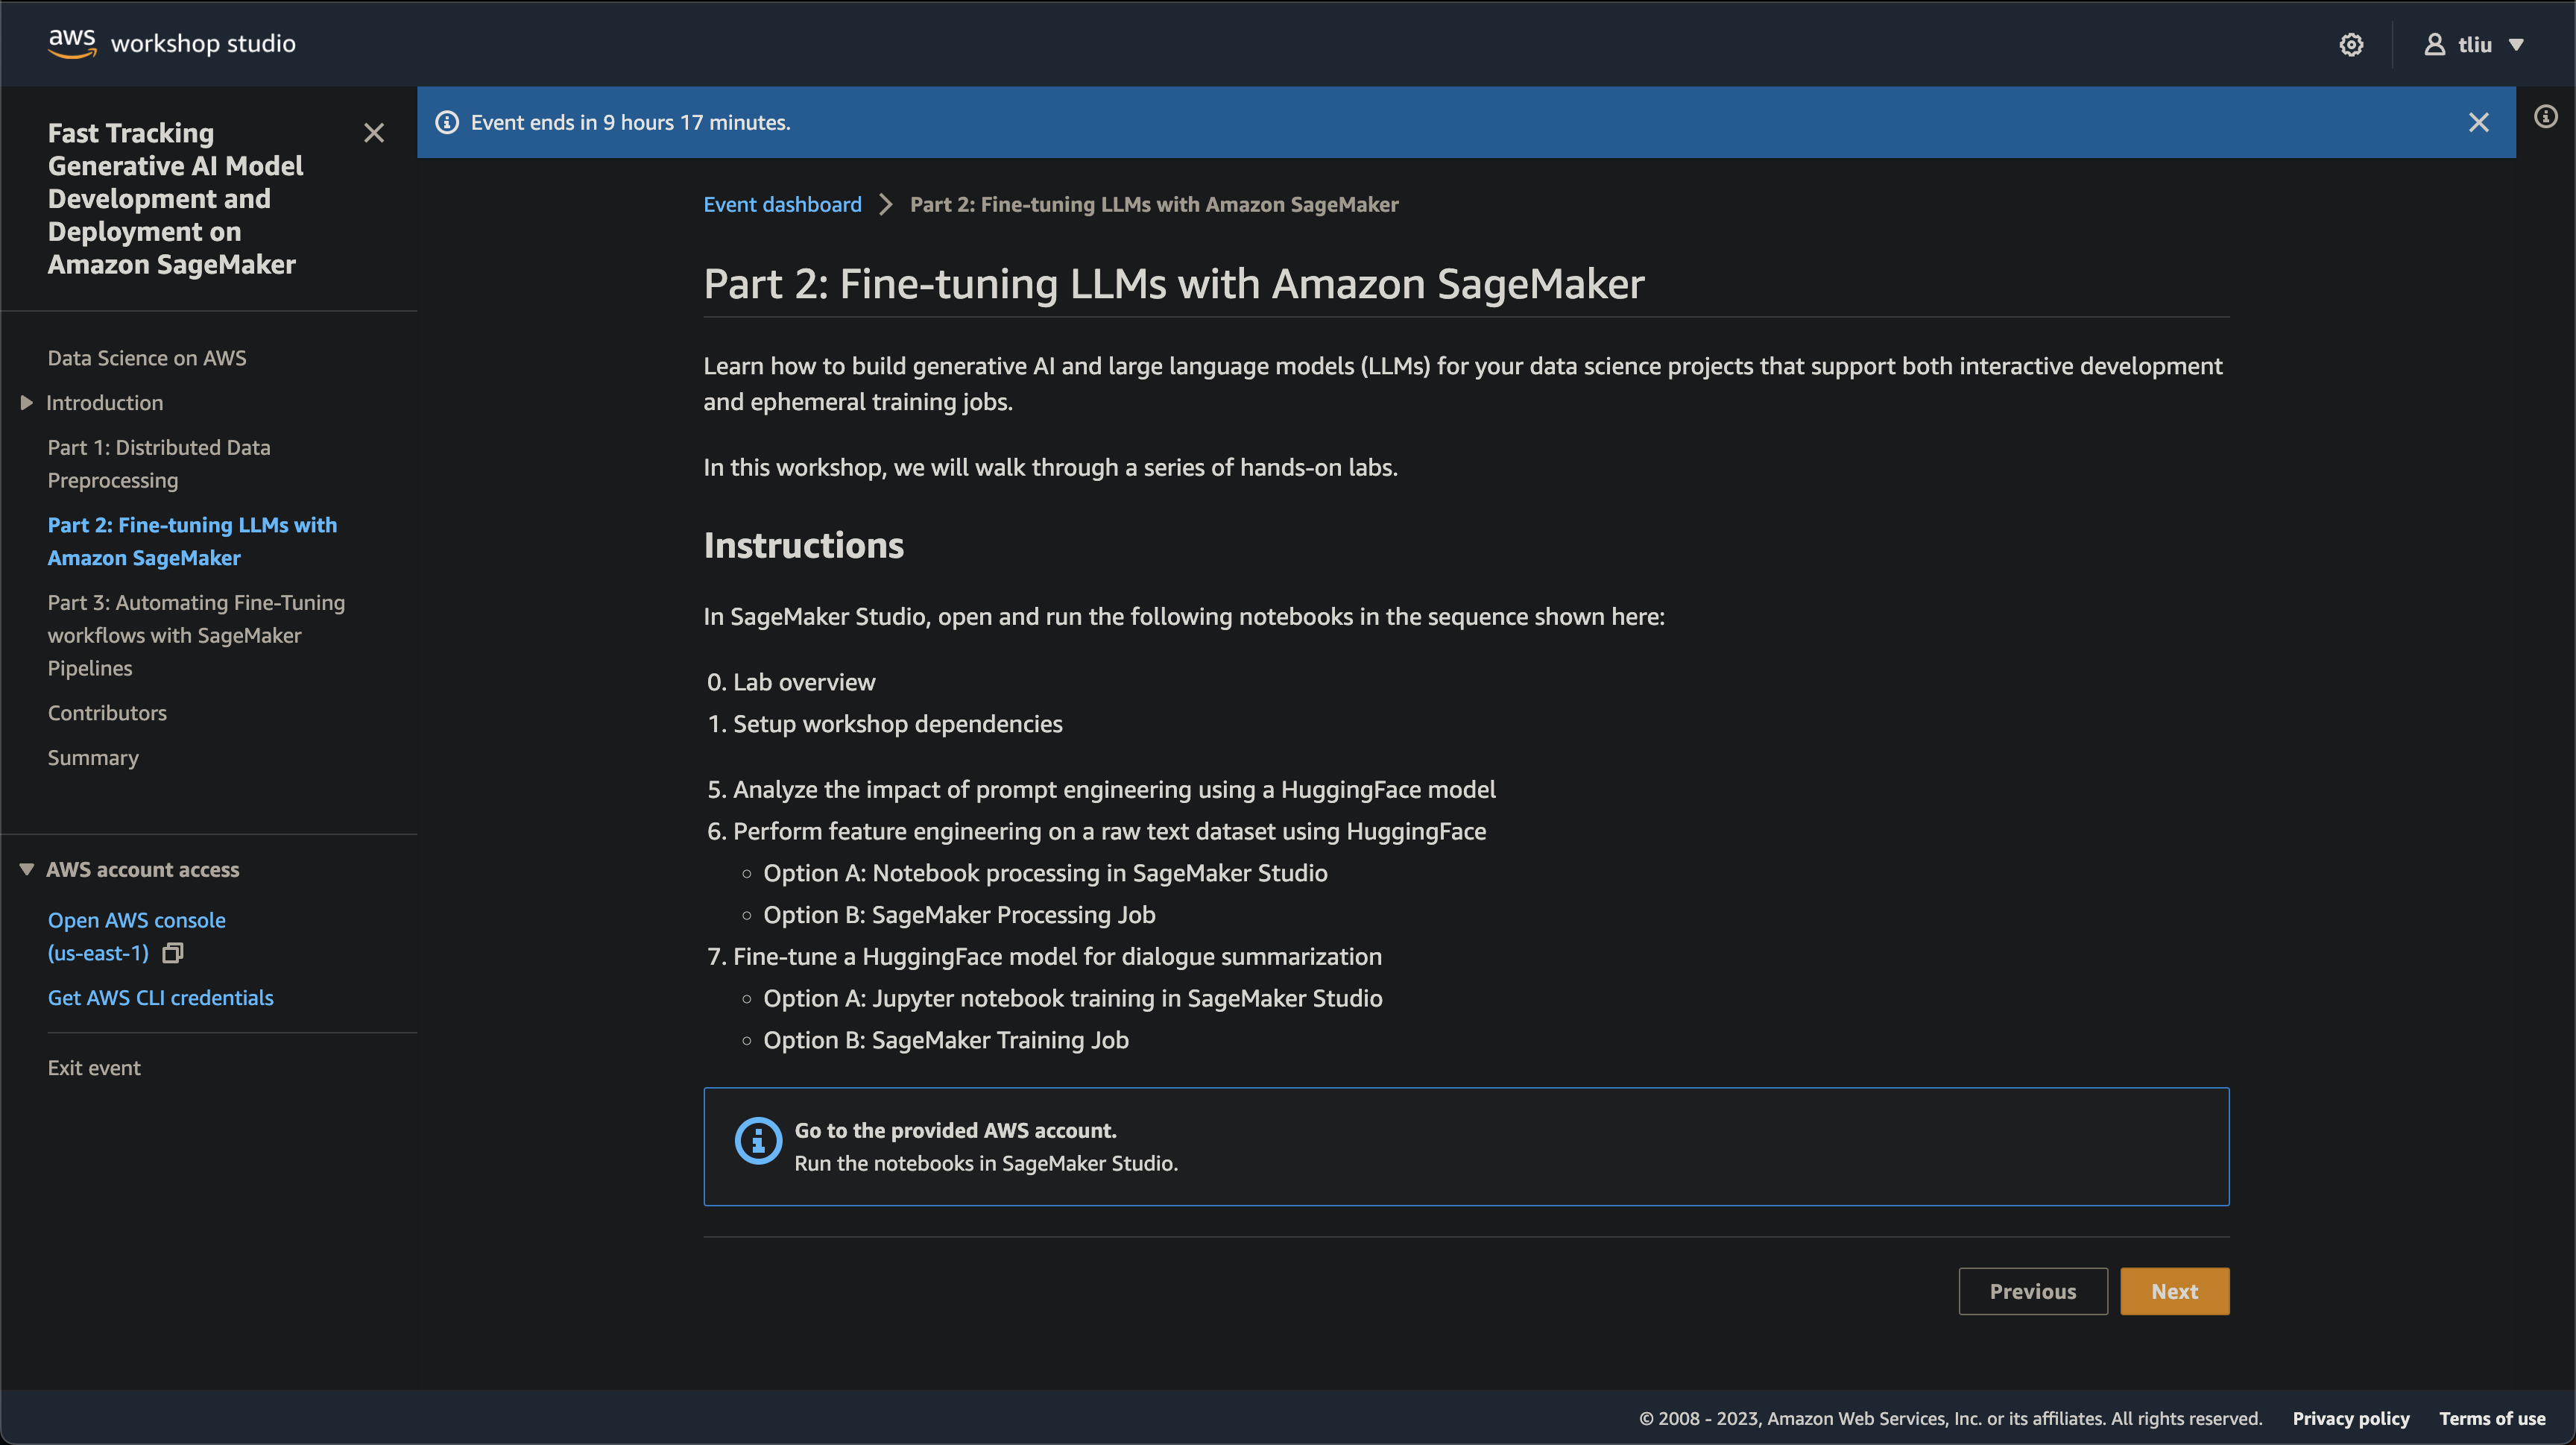 aws workshop studio
tliu
Fast Tracking
Generative AI Model
Development and
Deployment on
Amazon SageMaker
Data Science on AWS
Introduction
Part 1: Distributed Data
Preprocessing
Part 2: Fine-tuning LLMs with
Amazon SageMaker
Part 3: Automating Fine-Tuning
workflows with SageMaker
Pipelines
Contributors
Summary
AWS account access
Open AWS console
(us-east-1)
Get AWS CLI credentials
Exit event
Event ends in 9 hours 17 minutes.
Event dashboard
Part 2: Fine-tuning LLMs with Amazon SageMaker
Part 2: Fine-tuning LLMs with Amazon SageMaker
Learn how to build generative AI and large language models (LLMs) for your data science projects that support both interactive development
and ephemeral training jobs.
In this workshop, we will walk through a series of hands-on labs.
Instructions
In SageMaker Studio, open and run the following notebooks in the sequence shown here:
0. Lab overview
1. Setup workshop dependencies
5. Analyze the impact of prompt engineering using a HuggingFace model
6. Perform feature engineering on a raw text dataset using HuggingFace
Option A: Notebook processing in SageMaker Studio
Option B: SageMaker Processing Job
7. Fine-tune a HuggingFace model for dialogue summarization
Option A: Jupyter notebook training in SageMaker Studio
Option B: SageMaker Training Job
Go to the provided AWS account.
Run the notebooks in SageMaker Studio.
Previous
Next
© 2008 - 2023, Amazon Web Services, Inc. or its affiliates. All rights reserved. Privacy policy Terms of use